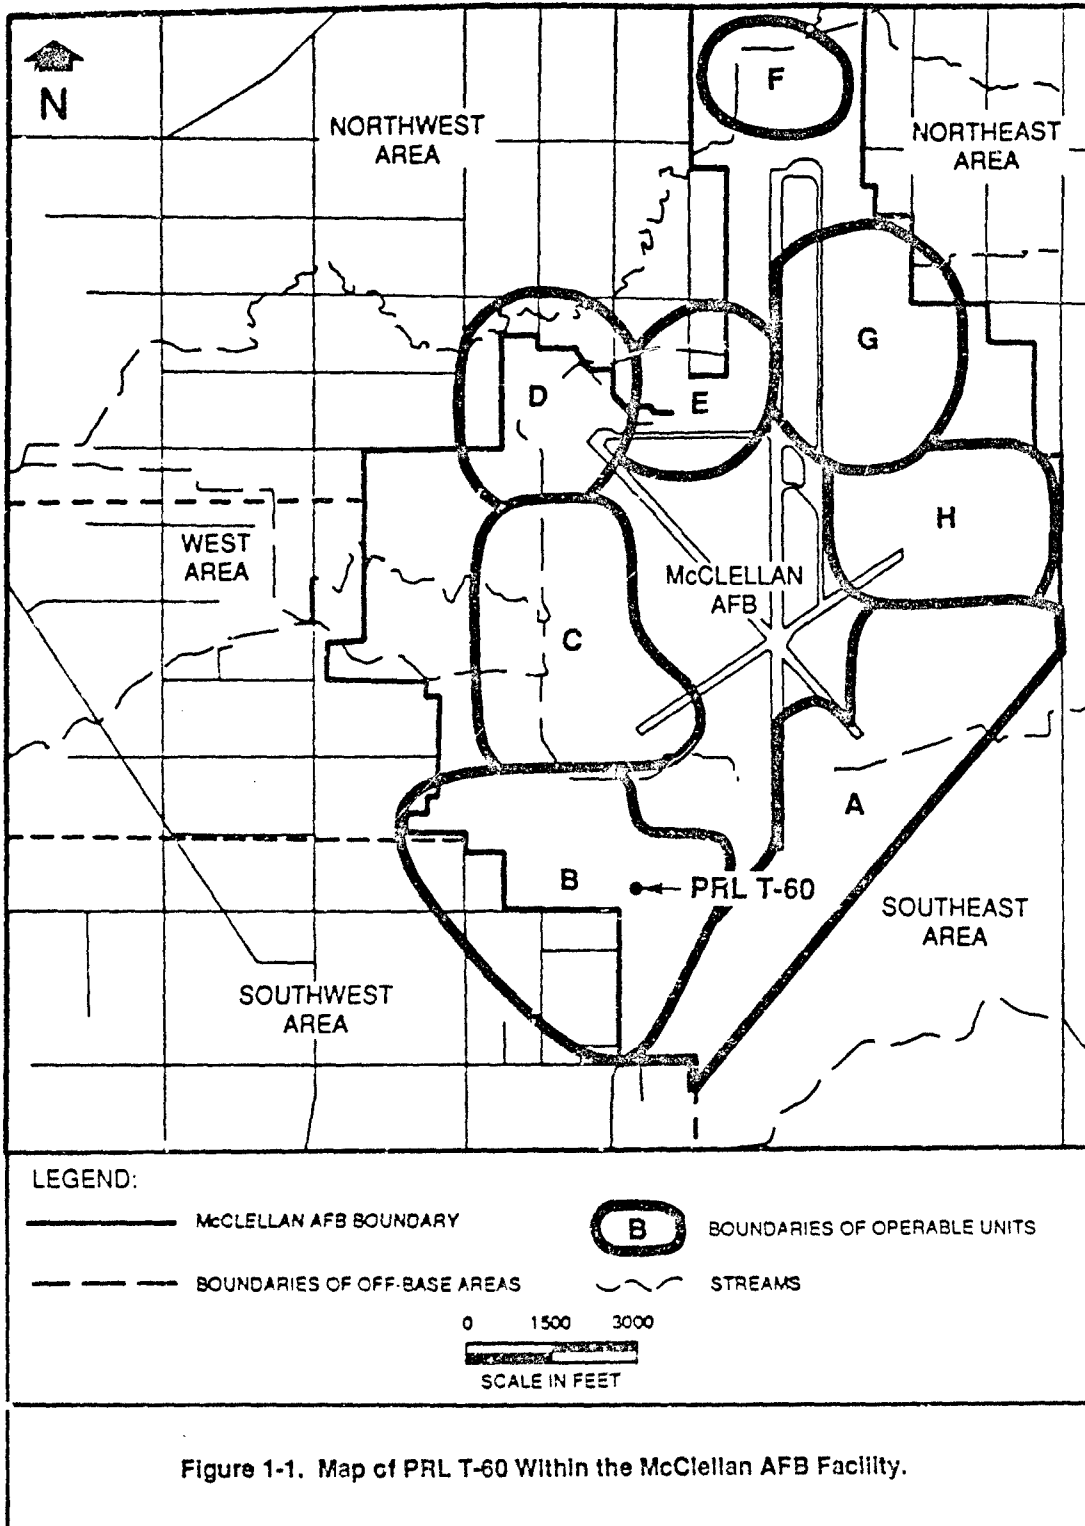 N
F
NORTHWEST
AREA
NORTHEAST
AREA
G
D
E
H
WEST
AREA
McCLELLAN
AFB
C
A
B
PRL T-60
SOUTHEAST
AREA
SOUTHWEST
AREA
LEGEND:
McCLELLAN AFB BOUNDARY
B
BOUNDARIES OF OPERABLE UNITS
BOUNDARIES OF OFF-BASE AREAS
STREAMS
0 1500 3000
SCALE IN FEET
Figure 1-1. Map of PRL T-60 Within the McClellan AFB Facility.